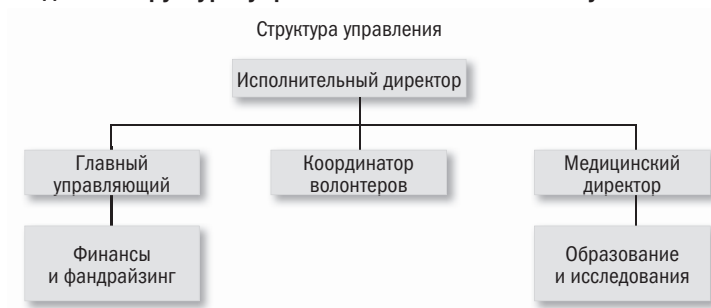 Структура управления
Исполнительный директор
Главный
управляющий
Координатор
волонтеров
Медицинский
директор
Финансы
и фандрайзинг
Образование
и исследования